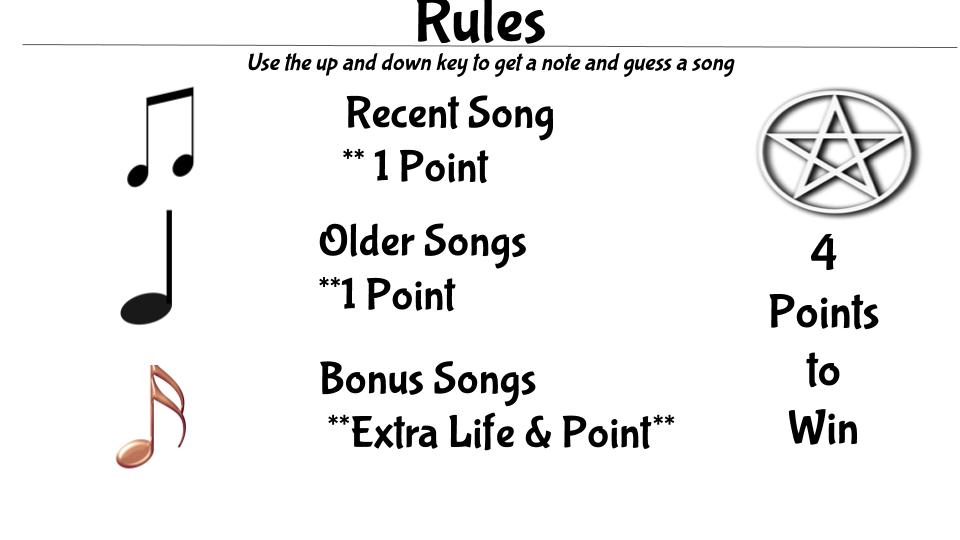 Rules
Use the up and down key to get a note and guess a song
Recent Song
** 1 Point
Older Songs
**1 Point
Bonus Songs
**Extra Life & Point**
4
Points
to
Win